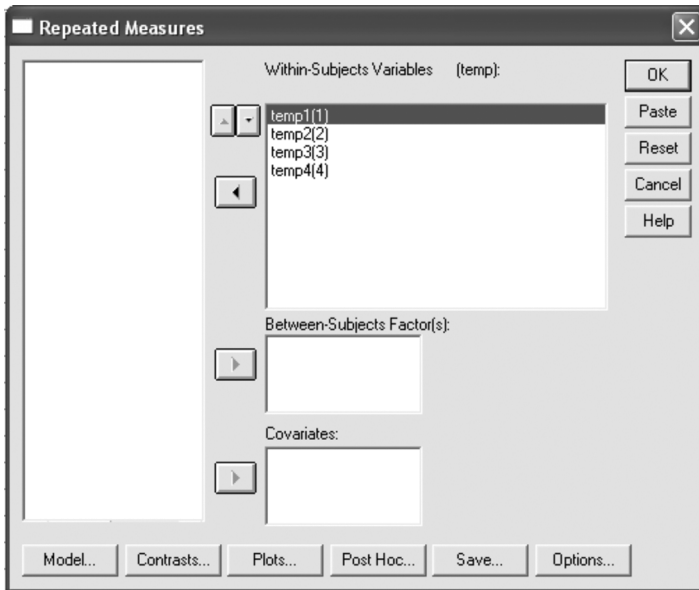 Repeated Measures
Within-Subjects Variables (temp):
temp1(1)
temp2(2)
temp3(3)
temp4(4)
OK
Paste
Reset
Cancel
Help
Between-Subjects Factor(s):
Covariates:
Model... Contrasts... Plots... Post Hoc... Save... Options...